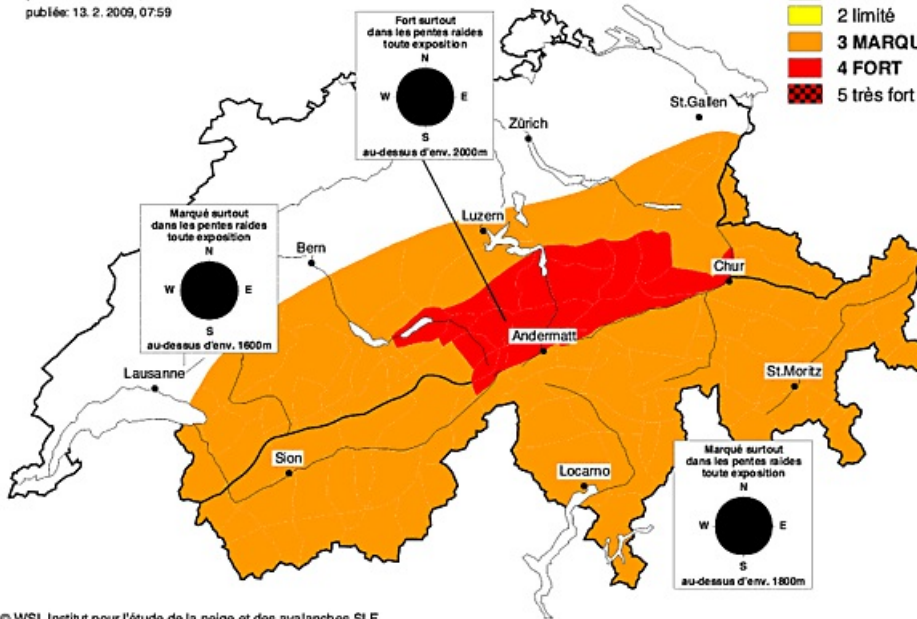 publiée: 13. 2. 2009, 07:59
2 limité
3 MARQU
4 FORT
5 très fort
Fort surtout
dans les pentes raides
toute exposition
N
W E
S
au-dessus d'env. 2000m
St.Gallen
Zürich
Marqué surtout
dans les pentes raides
toute exposition
N
W E
S
au-dessus d'env. 1600m
Luzern
Bern
Chur
Andermatt
Lausanne
St.Moritz
Sion
Locarno
Marqué surtout
dans les pentes raides
toute exposition
N
W E
S
au-dessus d'env. 1800m
© WSL Institut pour l'étude de la neige et des avalanches SLF